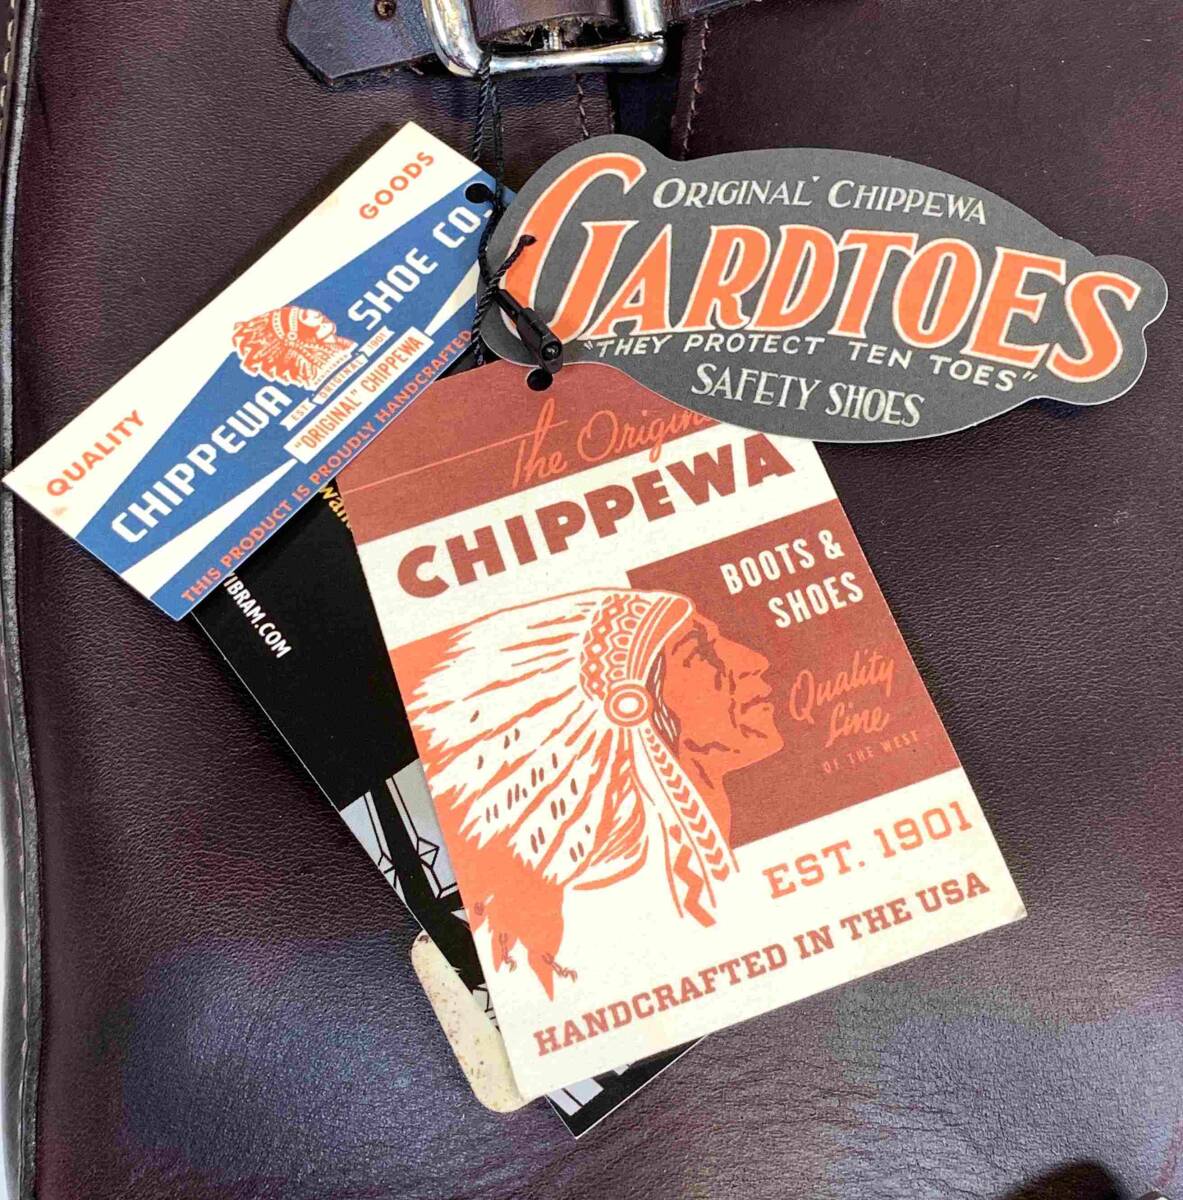 QUALITY GOODS
CHIPPEWA SHOE CO.
EST. ORIGINAL 1901
"ORIGINAL" CHIPPEWA
THIS PRODUCT IS PROUDLY HANDCRAFTED
ORIGINAL CHIPPEWA
GARDTOES
"THEY PROTECT TEN TOES"
SAFETY SHOES
The
CHIPPEWA
BOOTS &
SHOES
Quality
Line
OF THE WEST
EST. 1901
HANDCRAFTED IN THE USA
IBRAM.COM